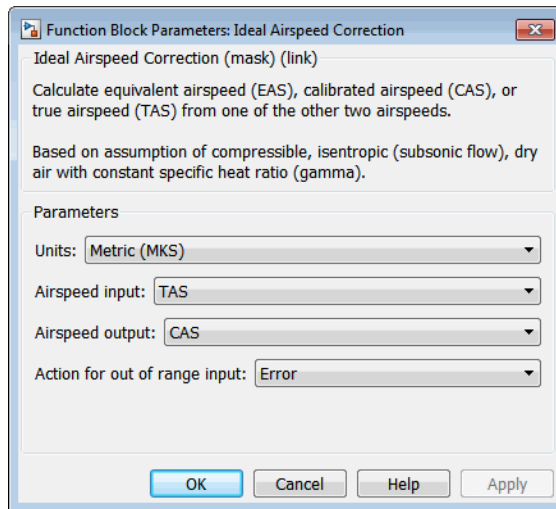 Function Block Parameters: Ideal Airspeed Correction
Ideal Airspeed Correction (mask) (link)
Calculate equivalent airspeed (EAS), calibrated airspeed (CAS), or
true airspeed (TAS) from one of the other two airspeeds.
Based on assumption of compressible, isentropic (subsonic flow), dry
air with constant specific heat ratio (gamma).
Parameters
Units: Metric (MKS)
Airspeed input: TAS
Airspeed output: CAS
Action for out of range input: Error
OK Cancel Help Apply